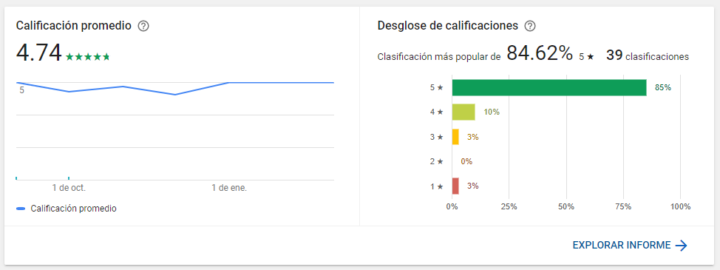 Calificación promedio
4.74 ★★★★★
5
1 de oct.
1 de ene.
Calificación promedio
Desglose de calificaciones
Clasificación más popular de 84.62% 5 ★ 39 clasificaciones
5 ★ 85%
4 ★ 10%
3 ★ 3%
2 ★ 0%
1 ★ 3%
0% 25% 50% 75% 100%
EXPLORAR INFORME →